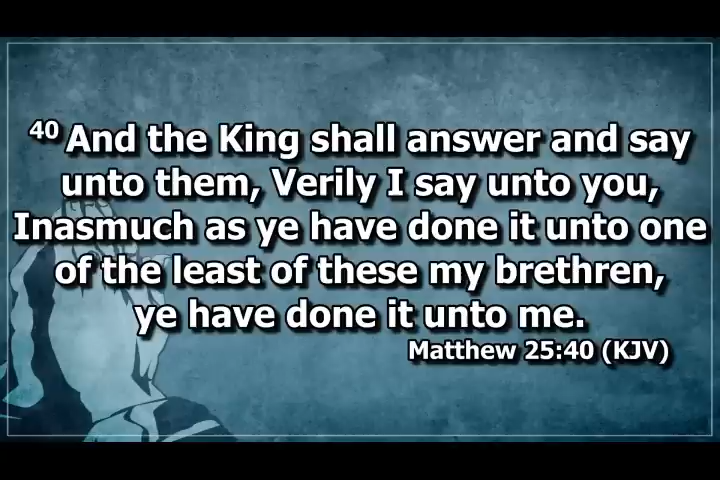 40 And the King shall answer and say
unto them, Verily I say unto you,
Inasmuch as ye have done it unto one
of the least of these my brethren,
ye have done it unto me.
Matthew 25:40 (KJV)